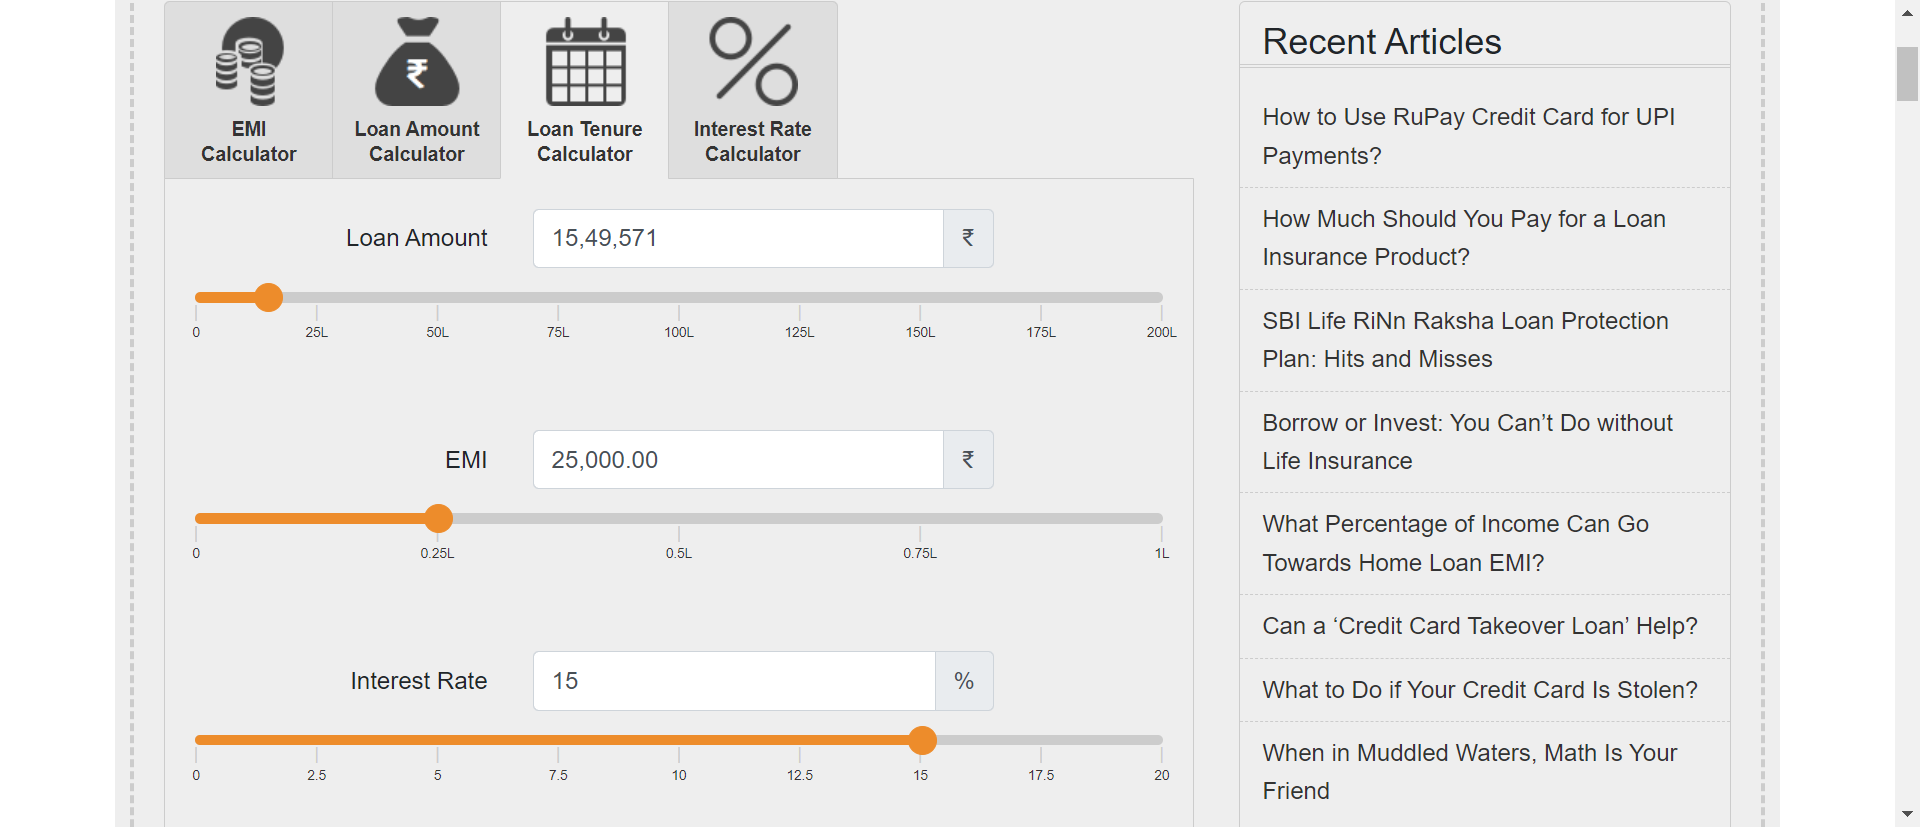 EMI
Calculator
Loan Amount
Calculator
Loan Tenure
Calculator
Interest Rate
Calculator
Loan Amount
15,49,571
₹
0
25L
50L
75L
100L
125L
150L
175L
200L
EMI
25,000.00
₹
0
0.25L
0.5L
0.75L
1L
Interest Rate
15
%
0
2.5
5
7.5
10
12.5
15
17.5
20
Recent Articles
How to Use RuPay Credit Card for UPI
Payments?
How Much Should You Pay for a Loan
Insurance Product?
SBI Life RiNn Raksha Loan Protection
Plan: Hits and Misses
Borrow or Invest: You Can’t Do without
Life Insurance
What Percentage of Income Can Go
Towards Home Loan EMI?
Can a ‘Credit Card Takeover Loan’ Help?
What to Do if Your Credit Card Is Stolen?
When in Muddled Waters, Math Is Your
Friend